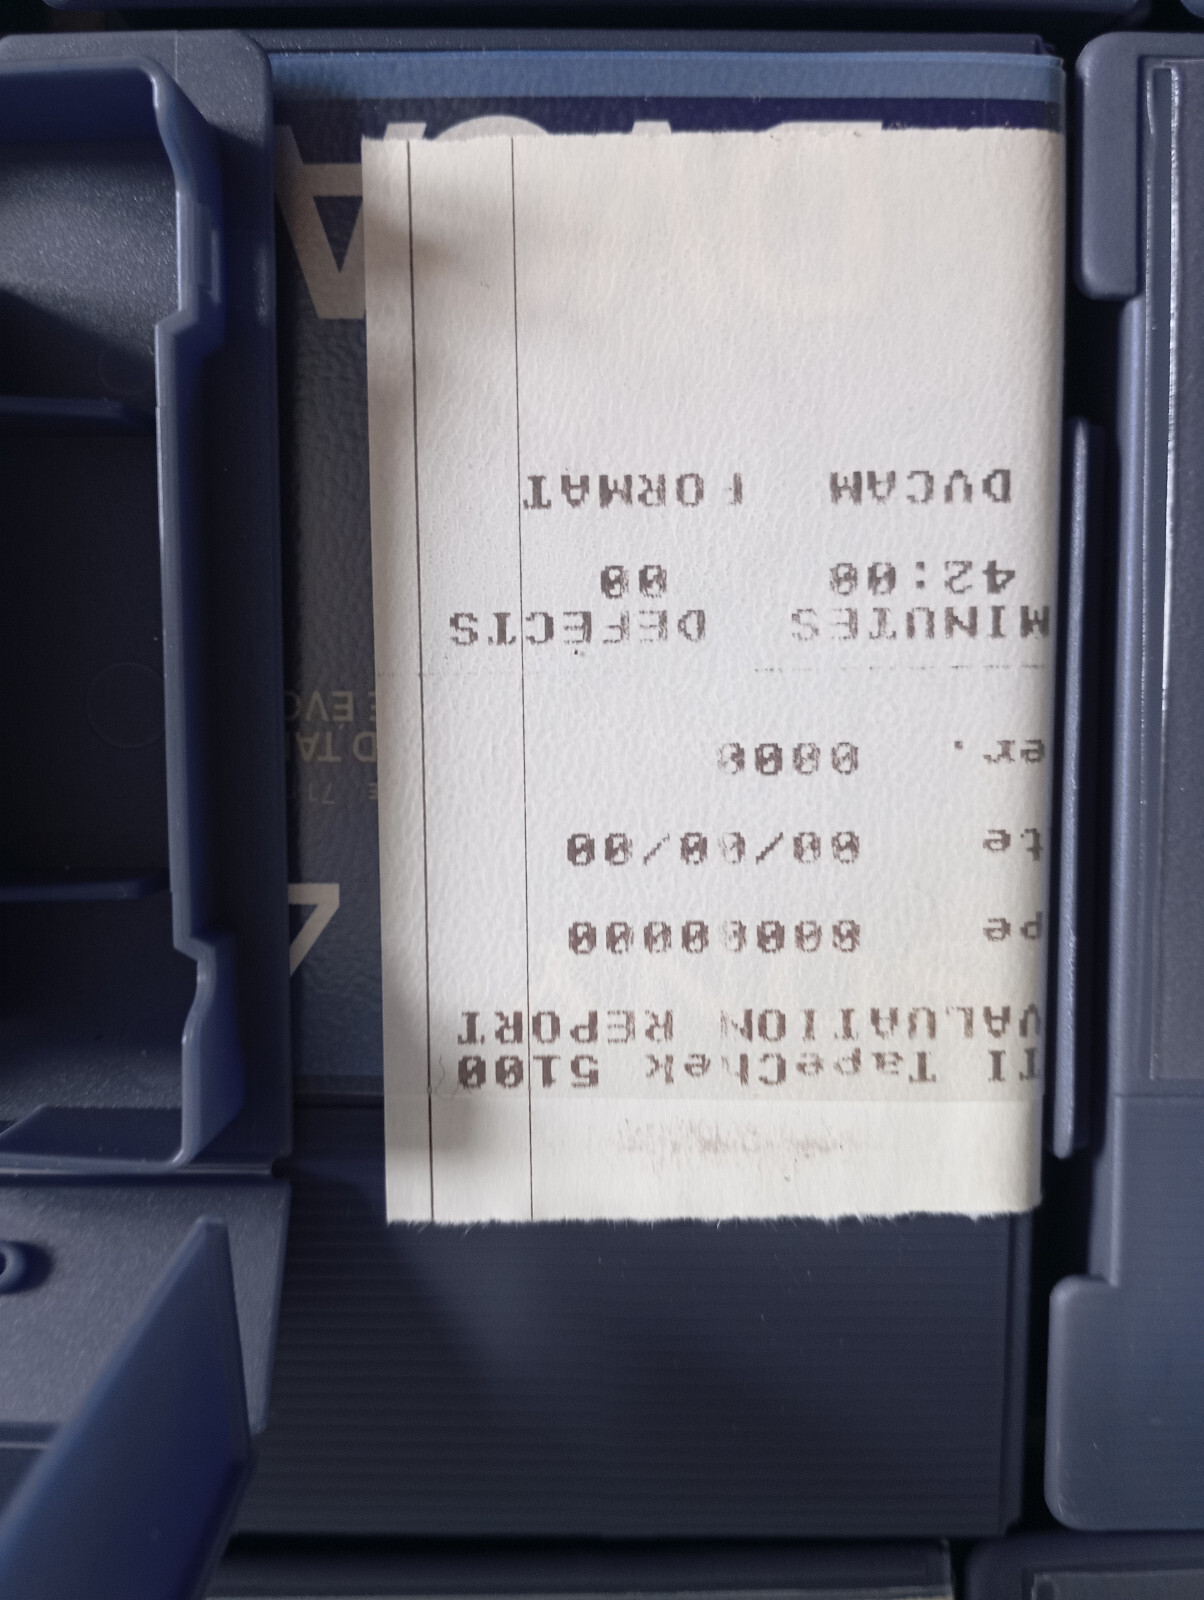 TI TapeChek 5100
VALUATION REPORT
pe 00000000
te 00/00/00
er. 0000
MINUTES DEFECTS
42:00 00
DVCAM FORMAT